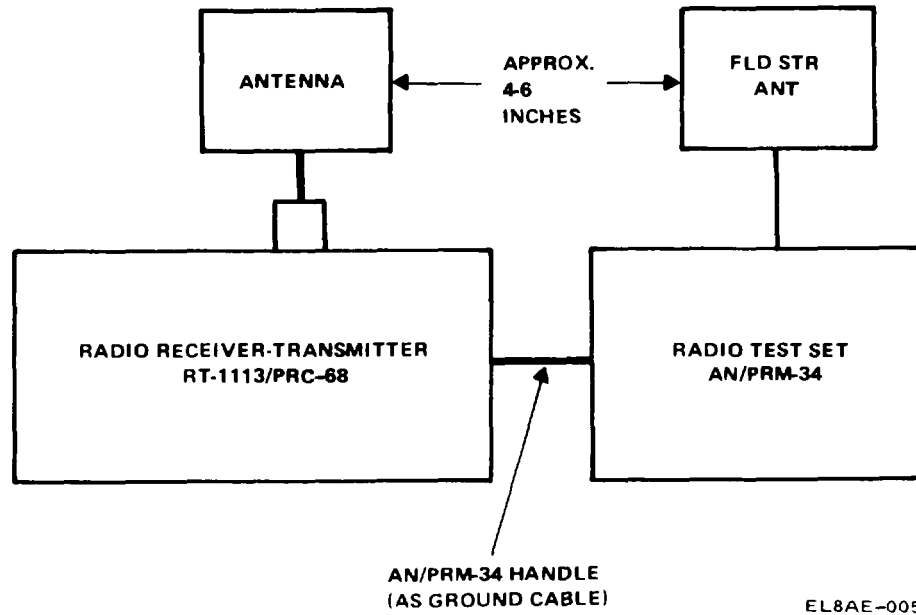 ANTENNA
APPROX.
4-6
INCHES
FLD STR
ANT
RADIO RECEIVER-TRANSMITTER
RT-1113/PRC-68
RADIO TEST SET
AN/PRM-34
AN/PRM-34 HANDLE
(AS GROUND CABLE)
EL8AE-005